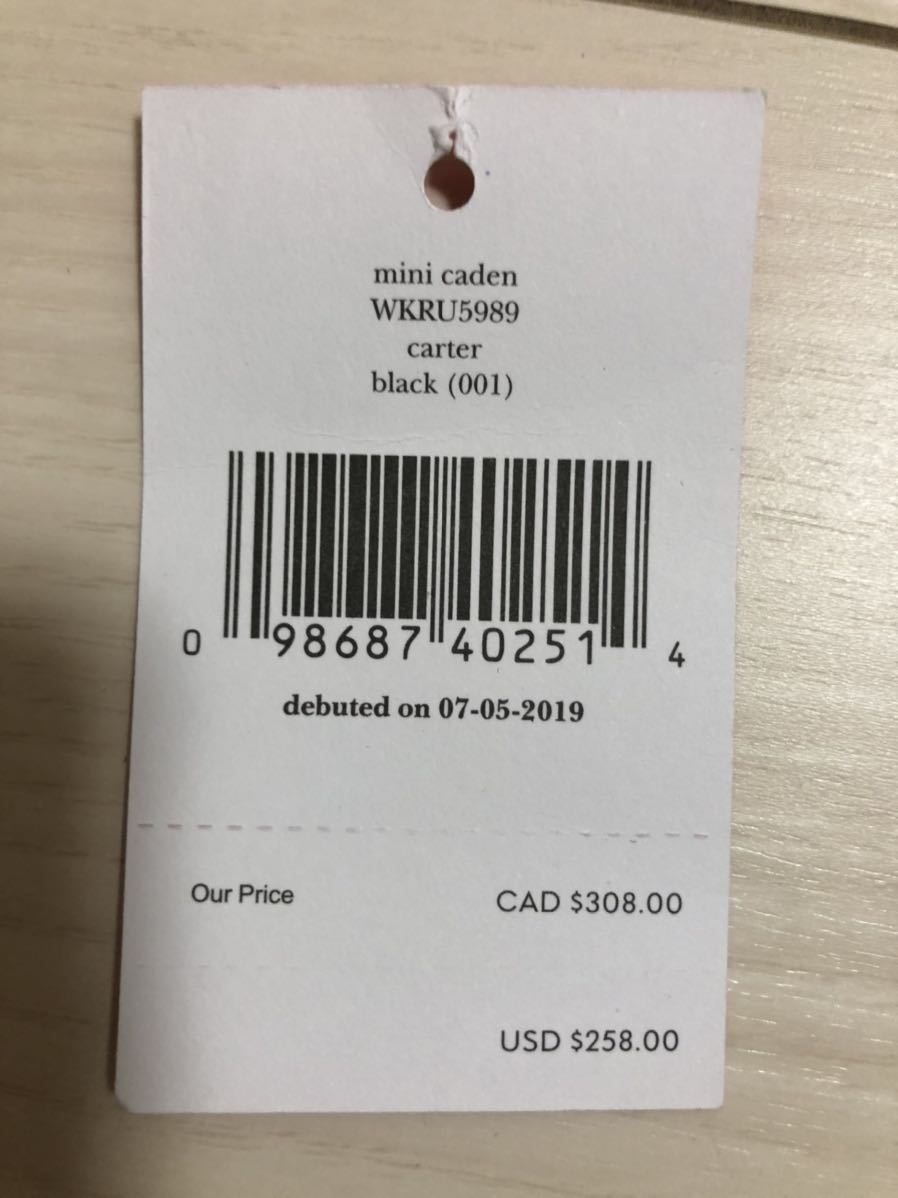 mini caden
WKRU5989
carter
black (001)
0 98687 40251 4
debuted on 07-05-2019
Our Price CAD $308.00
USD $258.00